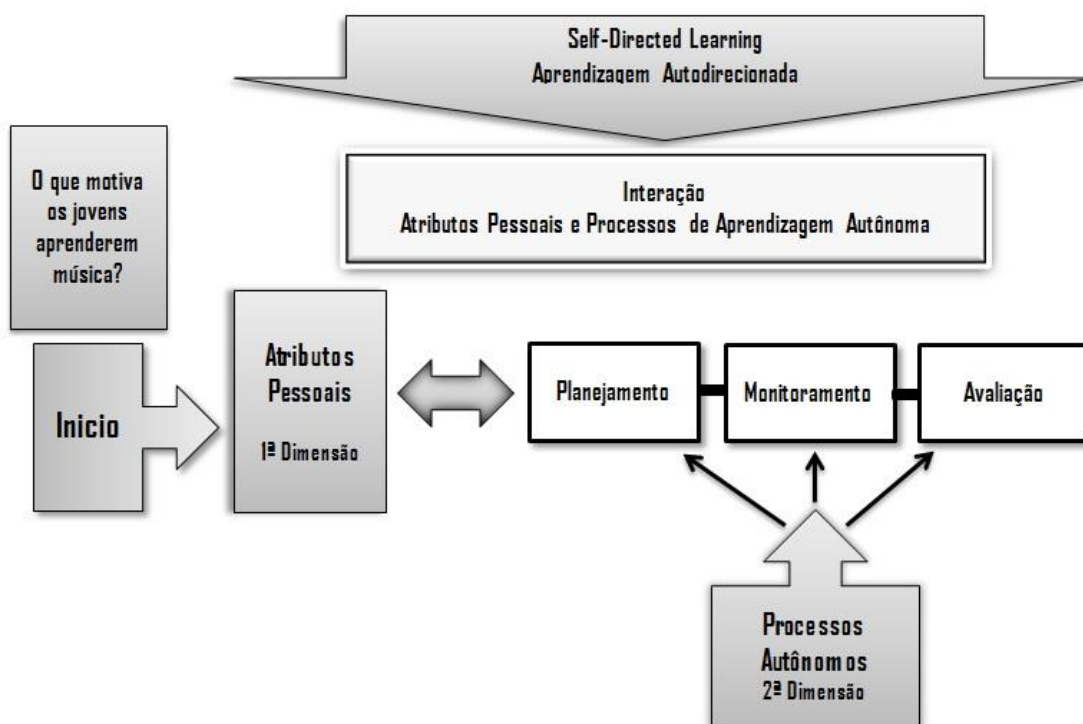 Self-Directed Learning
Aprendizagem Autodirecionada
Interação
Atributos Pessoais e Processos de Aprendizagem Autônoma
O que motiva
os jovens
aprenderem
música?
Inicio
Atributos
Pessoais
1ª Dimensão
Planejamento
Monitoramento
Avaliação
Processos
Autônomos
2ª Dimensão